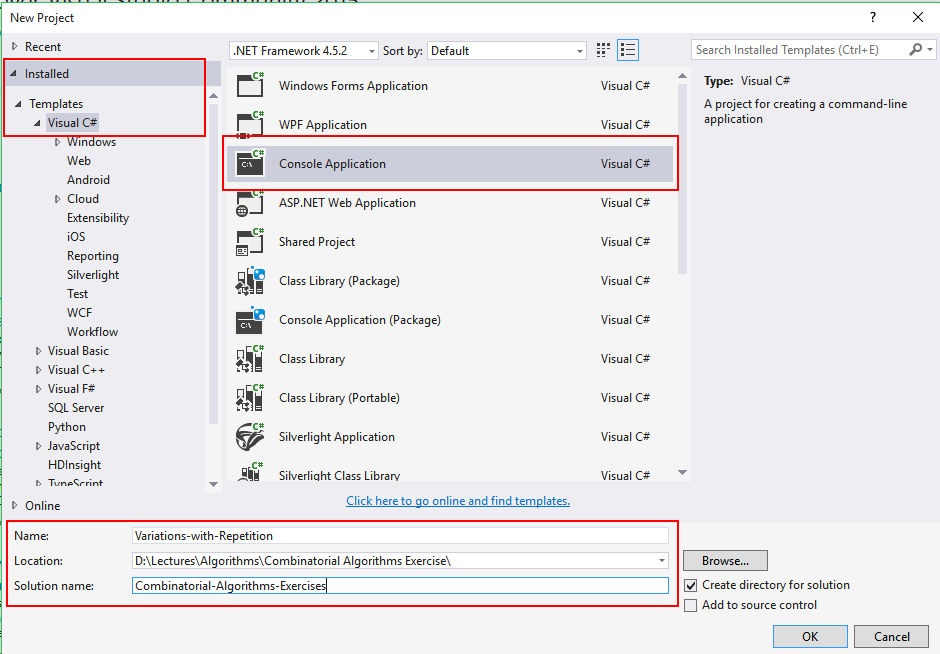 New Project
? 
Recent
.NET Framework 4.5.2
Sort by:
Default
Search Installed Templates (Ctrl+E)
Installed
Templates
Visual C#
Windows
Web
Android
Cloud
Extensibility
iOS
Reporting
Silverlight
Test
WCF
Workflow
Visual Basic
Visual C++
Visual F#
SQL Server
Python
JavaScript
HDInsight
TypeScript
Online
Windows Forms Application Visual C#
WPF Application Visual C#
Console Application Visual C#
ASP.NET Web Application Visual C#
Shared Project Visual C#
Class Library (Package) Visual C#
Console Application (Package) Visual C#
Class Library Visual C#
Class Library (Portable) Visual C#
Silverlight Application Visual C#
Silverlight Class Library Visual C#
Click here to go online and find templates.
Type: Visual C#
A project for creating a command-line
application
Name: Variations-with-Repetition
Location: D:\Lectures\Algorithms\Combinatorial Algorithms Exercise\
Browse...
Solution name: Combinatorial-Algorithms-Exercises
Create directory for solution
Add to source control
OK
Cancel